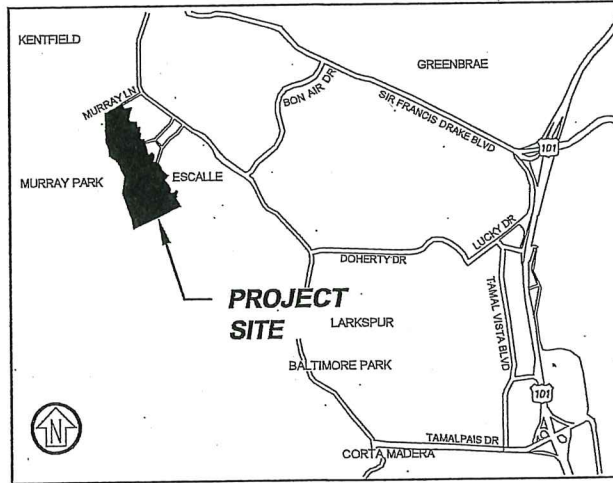 KENTFIELD
GREENBRAE
MURRAY LN
BON AIR DR
SIR FRANCIS DRAKE BLVD
101
MURRAY PARK
ESCALLE
LUCKY DR
DOHERTY DR
PROJECT
SITE
LARKSPUR
TAMAL VISTA BLVD
BALTIMORE PARK
101
N
TAMALPAIS DR
CORTA MADERA